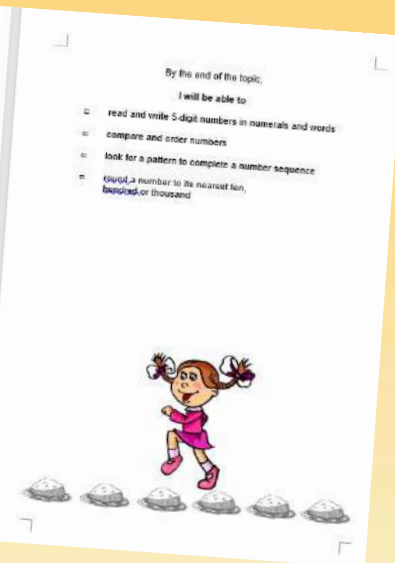 By the end of the topic,
I will be able to
read and write 5-digit numbers in numerals and words
compare and order numbers
look for a pattern to complete a number sequence
round a number to its nearest ten,
hundred or thousand